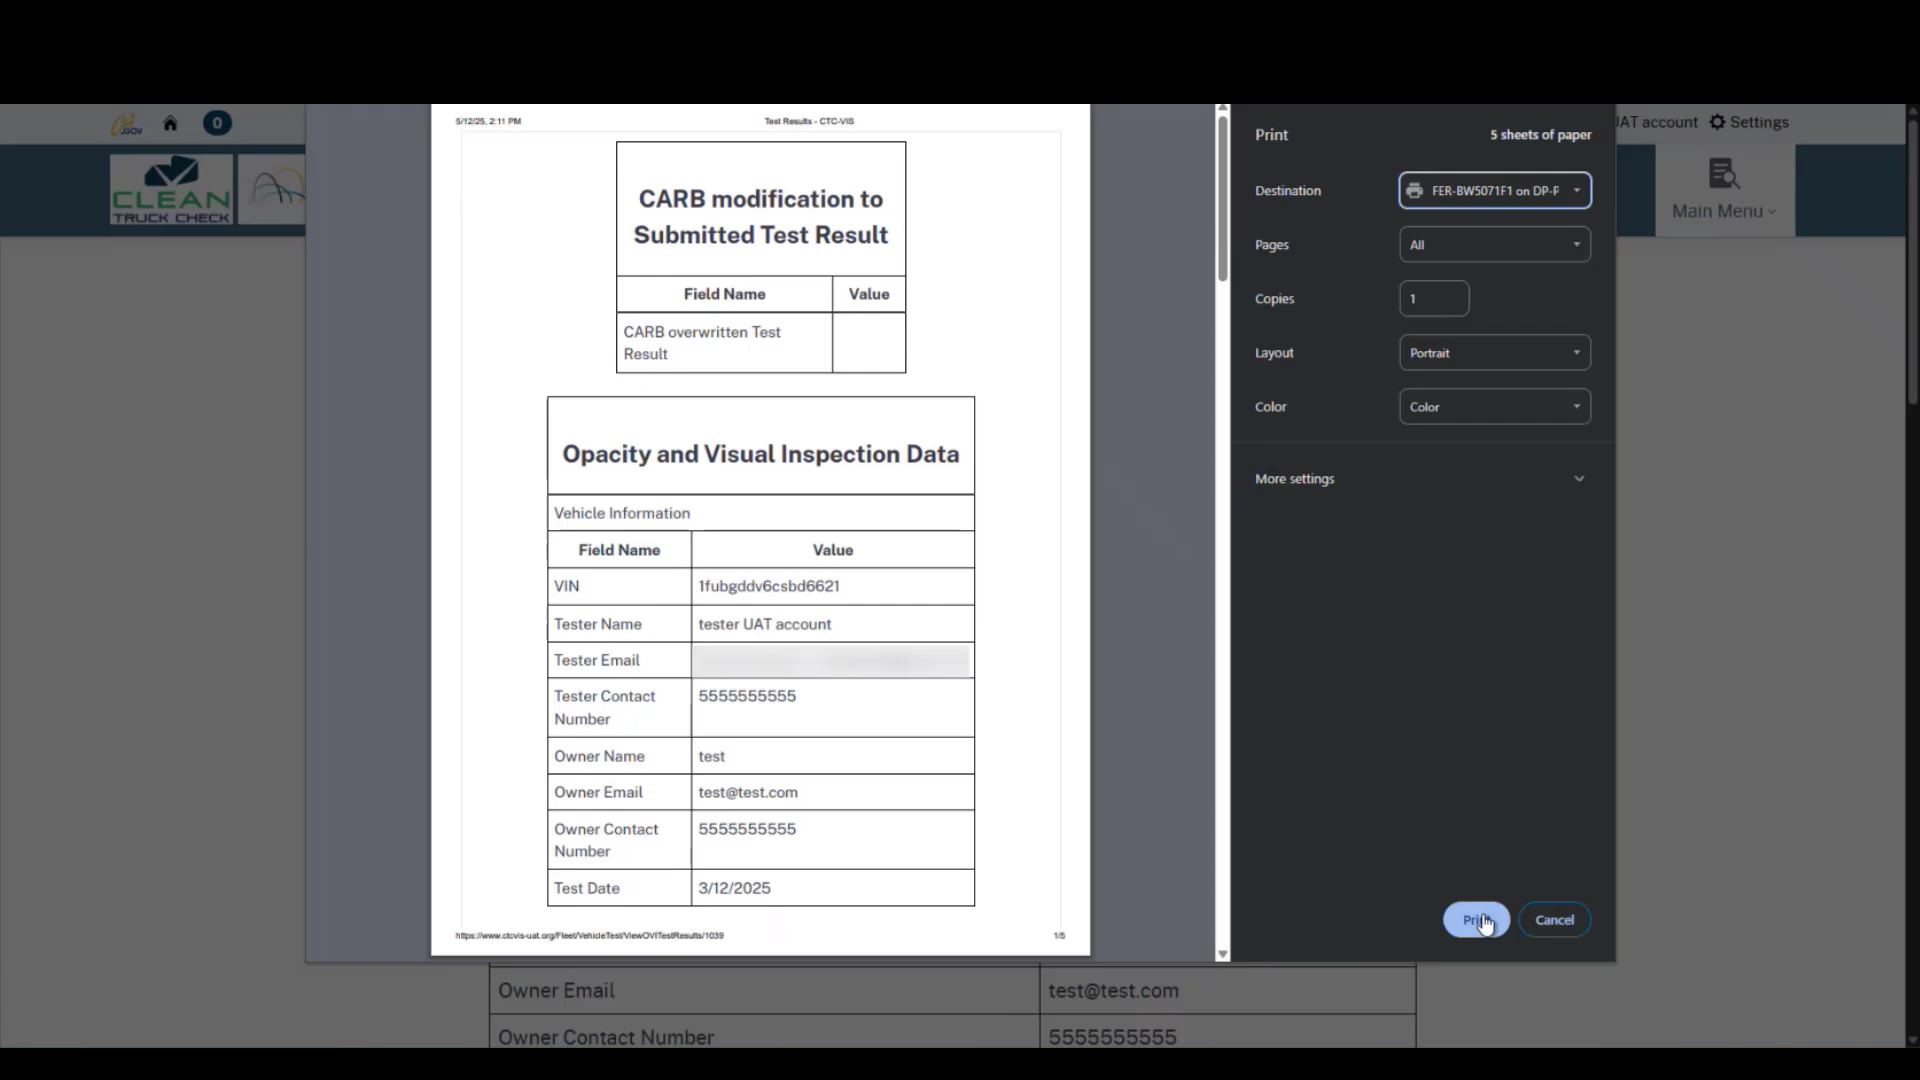 .GOV
0
UAT account
Settings
CLEAN
TRUCK CHECK
Main Menu
5/12/25, 2:11 PM
Test Results - CTC-VIS
CARB modification to
Submitted Test Result
Field Name Value
CARB overwritten Test
Result
Opacity and Visual Inspection Data
Vehicle Information
Field Name Value
VIN 1fubgddv6csbd6621
Tester Name tester UAT account
Tester Email
Tester Contact 5555555555
Number
Owner Name test
Owner Email test@test.com
Owner Contact 5555555555
Number
Test Date 3/12/2025
https://www.ctcvis-uat.org/Fleet/VehicleTest/ViewOVITestResults/1039
1/5
Print 5 sheets of paper
Destination FER-BW5071F1 on DP-P
Pages All
Copies 1
Layout Portrait
Color Color
More settings
Print Cancel
Owner Email test@test.com
Owner Contact Number 5555555555